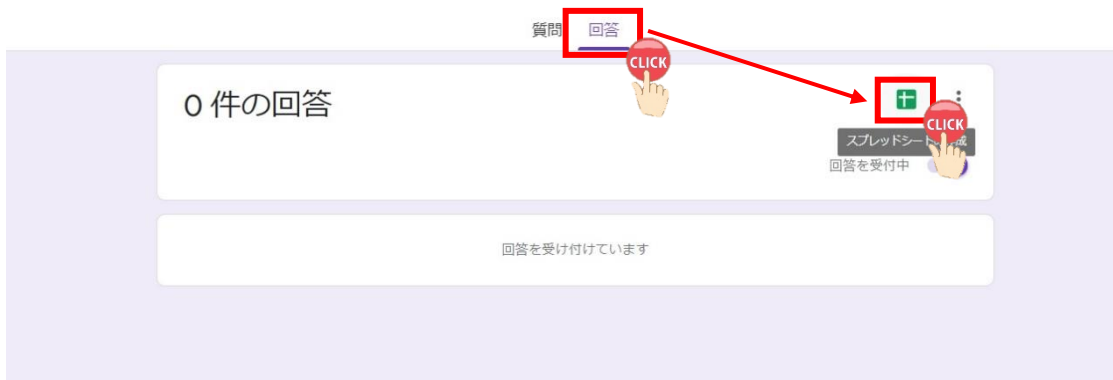 質問 回答
CLICK
0 件の回答
CLICK
スプレッドシート 成
回答を受付中
回答を受け付けています